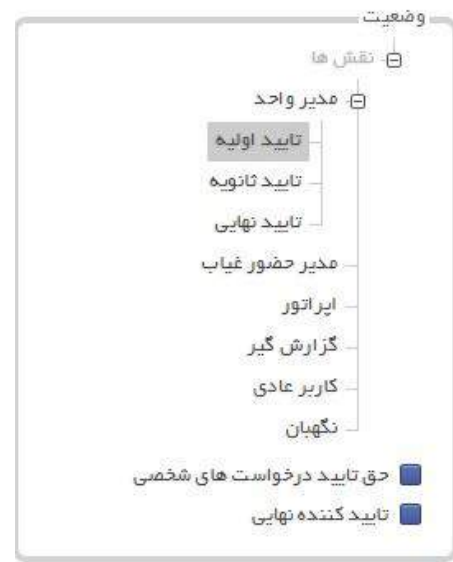 وضعیت
نقش ها
مدیر واحد
تایید اولیه
تایید ثانویه
تایید نهایی
مدیر حضور غیاب
اپراتور
گزارش گیر
کاربر عادی
نگهبان
حق تایید درخواست های شخصی
تایید کننده نهایی